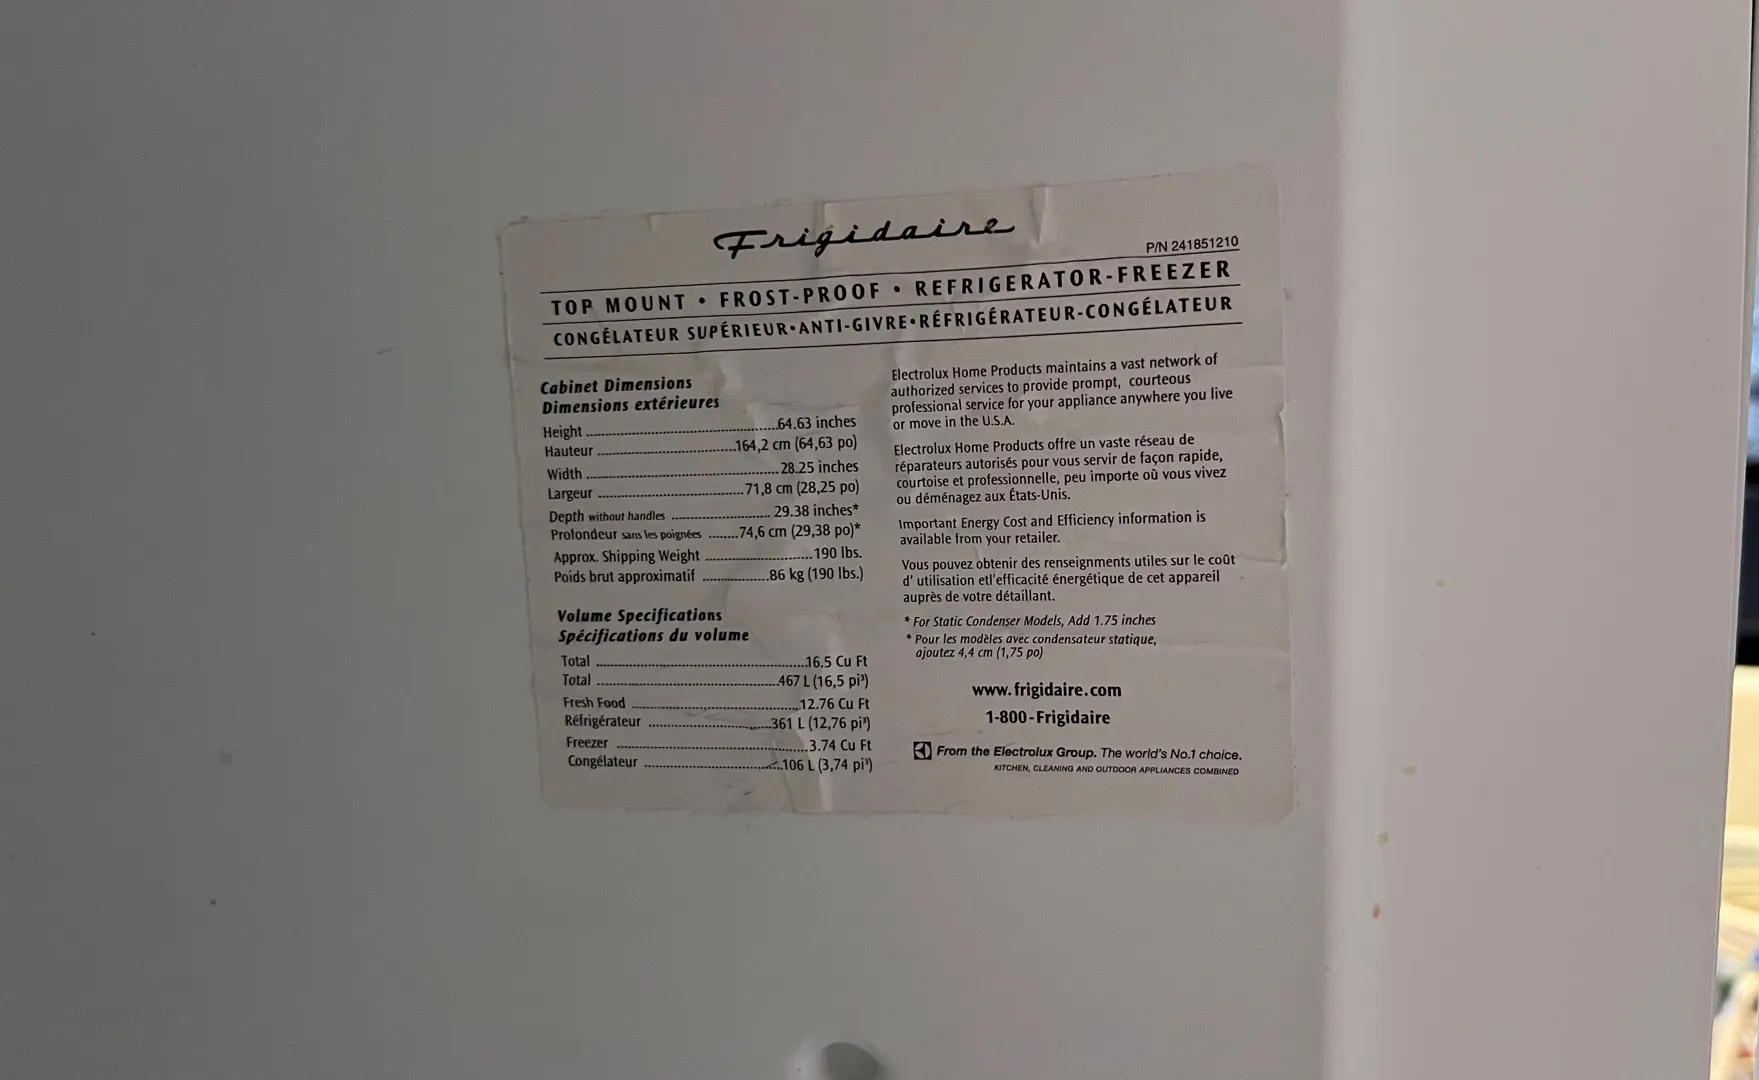 Frigidaire
P/N 241851210
TOP MOUNT • FROST-PROOF • REFRIGERATOR-FREEZER
CONGÉLATEUR SUPÉRIEUR•ANTI-GIVRE•RÉFRIGÉRATEUR-CONGÉLATEUR
Cabinet Dimensions
Dimensions extérieures
Height ........................................64.63 inches
Hauteur ..............................164,2 cm (64,63 po)
Width ......................................... 28.25 inches
Largeur ...............................71,8 cm (28,25 po)
Depth without handles ..................... 29.38 inches*
Profondeur sans les poignées ........74,6 cm (29,38 po)*
Approx. Shipping Weight .......................190 lbs.
Poids brut approximatif ................86 kg (190 lbs.)
Volume Specifications
Spécifications du volume
Total .............................................16.5 Cu Ft
Total .......................................467 L (16,5 pi³)
Fresh Food ....................................12.76 Cu Ft
Réfrigérateur ..........................361 L (12,76 pi³)
Freezer .........................................3.74 Cu Ft
Congélateur ..............................106 L (3,74 pi³)
Electrolux Home Products maintains a vast network of
authorized services to provide prompt, courteous
professional service for your appliance anywhere you live
or move in the U.S.A.
Electrolux Home Products offre un vaste réseau de
réparateurs autorisés pour vous servir de façon rapide,
courtoise et professionnelle, peu importe où vous vivez
ou déménagez aux États-Unis.
Important Energy Cost and Efficiency information is
available from your retailer.
Vous pouvez obtenir des renseignments utiles sur le coût
d' utilisation etl'efficacité énergétique de cet appareil
auprès de votre détaillant.
* For Static Condenser Models, Add 1.75 inches
* Pour les modèles avec condensateur statique,
ajoutez 4,4 cm (1,75 po)
www.frigidaire.com
1-800-Frigidaire
From the Electrolux Group. The world's No.1 choice.
KITCHEN, CLEANING AND OUTDOOR APPLIANCES COMBINED